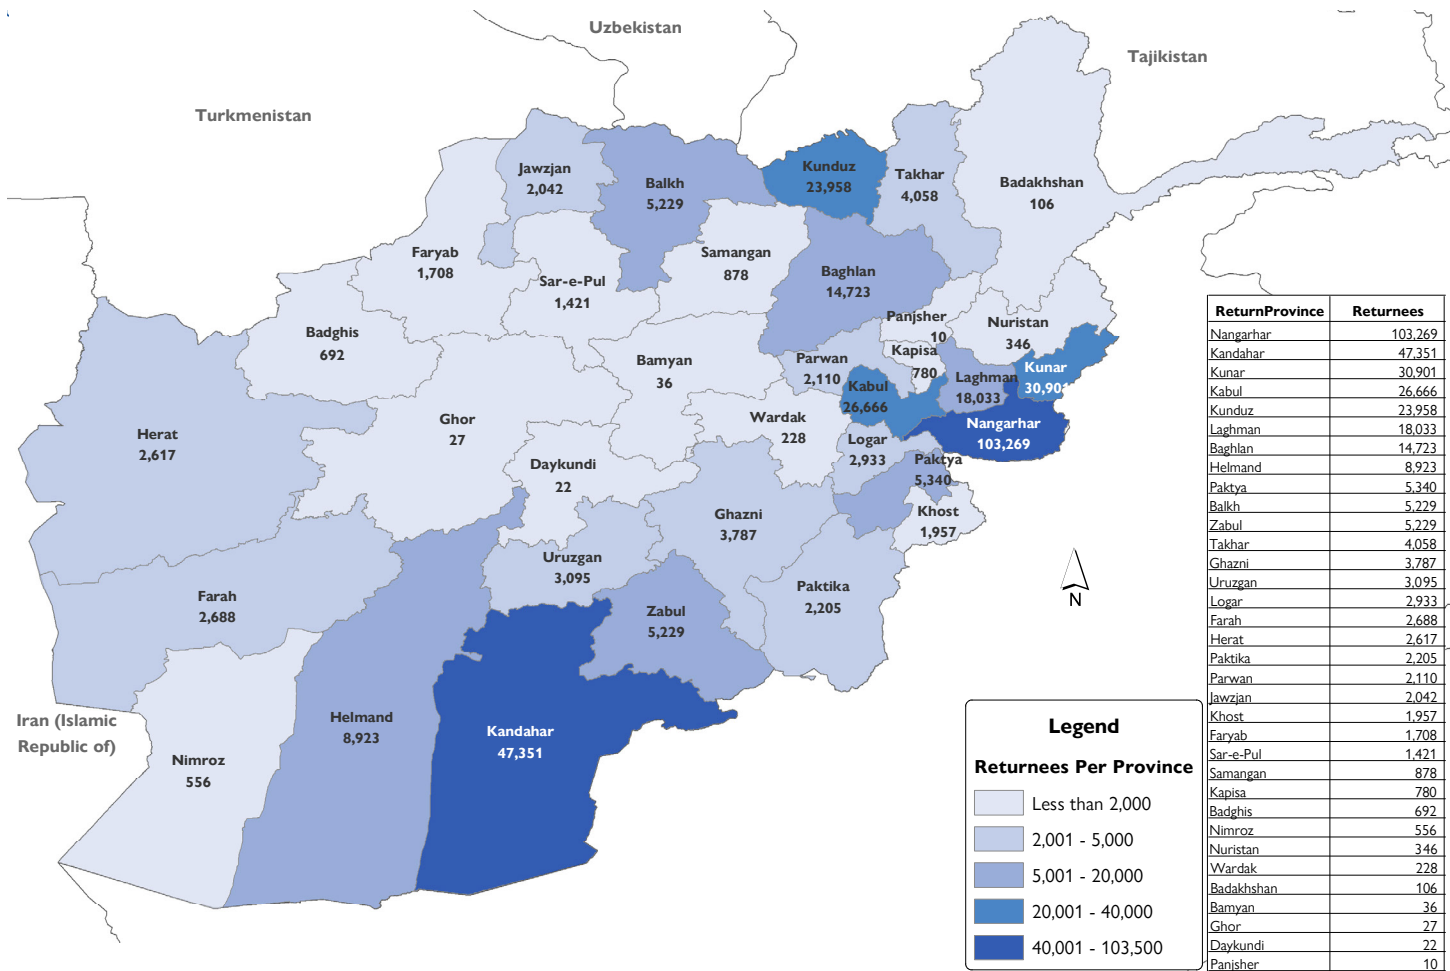 Uzbekistan
Tajikistan
Turkmenistan
Jawzjan
2,042
Balkh
5,229
Kunduz
23,958
Takhar
4,058
Badakhshan
106
Faryab
1,708
Sar-e-Pul
1,421
Samangan
878
Baghlan
14,723
Badghis
692
Bamyan
36
Panjsher
10
Nuristan
346
Parwan
2,110
Kapisa
780
Laghman
18,033
Kunar
30,901
Kabul
26,666
Nangarhar
103,269
Herat
2,617
Ghor
27
Wardak
228
Logar
2,933
Daykundi
22
Paktya
5,340
Khost
1,957
Ghazni
3,787
Uruzgan
3,095
Paktika
2,205
Farah
2,688
Zabul
5,229
Iran (Islamic
Republic of)
Nimroz
556
Helmand
8,923
Kandahar
47,351
N
Legend
Returnees Per Province
Less than 2,000
2,001 - 5,000
5,001 - 20,000
20,001 - 40,000
40,001 - 103,500
ReturnProvince Returnees
Nangarhar 103,269
Kandahar 47,351
Kunar 30,901
Kabul 26,666
Kunduz 23,958
Laghman 18,033
Baghlan 14,723
Helmand 8,923
Paktya 5,340
Balkh 5,229
Zabul 5,229
Takhar 4,058
Ghazni 3,787
Uruzgan 3,095
Logar 2,933
Farah 2,688
Herat 2,617
Paktika 2,205
Parwan 2,110
Jawzjan 2,042
Khost 1,957
Faryab 1,708
Sar-e-Pul 1,421
Samangan 878
Kapisa 780
Badghis 692
Nimroz 556
Nuristan 346
Wardak 228
Badakhshan 106
Bamyan 36
Ghor 27
Daykundi 22
Panjsher 10